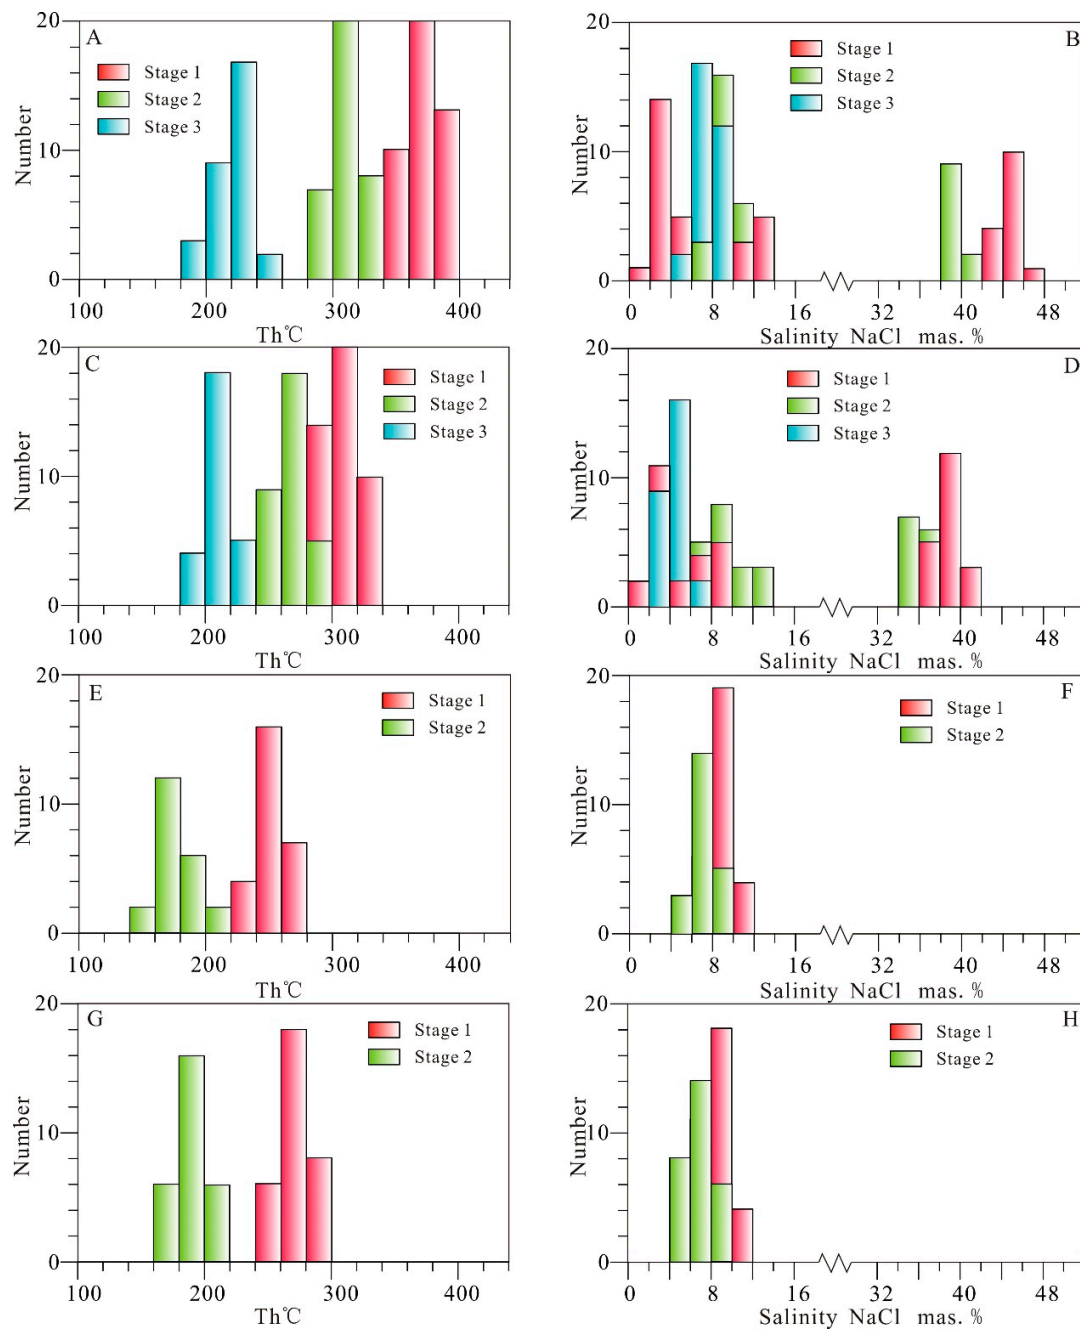 20
A
Stage 1
Stage 2
Stage 3
10
Number
0
100 200 300 400
Th℃
20
B
Stage 1
Stage 2
Stage 3
10
Number
0
0 8 16 32 40 48
Salinity NaCl mas. %
20
C
Stage 1
Stage 2
Stage 3
10
Number
0
100 200 300 400
Th℃
20
D
Stage 1
Stage 2
Stage 3
10
Number
0
0 8 16 32 40 48
Salinity NaCl mas. %
20
E
Stage 1
Stage 2
10
Number
0
100 200 300 400
Th℃
20
F
Stage 1
Stage 2
10
Number
0
0 8 16 32 40 48
Salinity NaCl mas. %
20
G
Stage 1
Stage 2
10
Number
0
100 200 300 400
Th℃
20
H
Stage 1
Stage 2
10
Number
0
0 8 16 32 40 48
Salinity NaCl mas. %